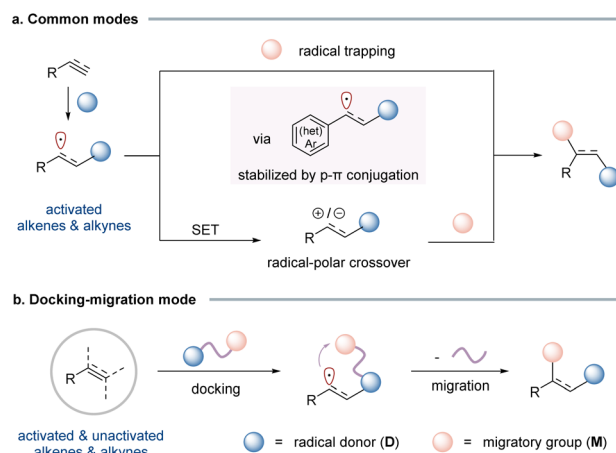 a. Common modes
R
radical trapping
via
(het)
Ar
stabilized by p-π conjugation
R
activated
alkenes & alkynes
SET
⊕ / ⊖
R
radical-polar crossover
R
b. Docking-migration mode
R
docking
R
-
migration
R
activated & unactivated
alkenes & alkynes
= radical donor (D)
= migratory group (M)